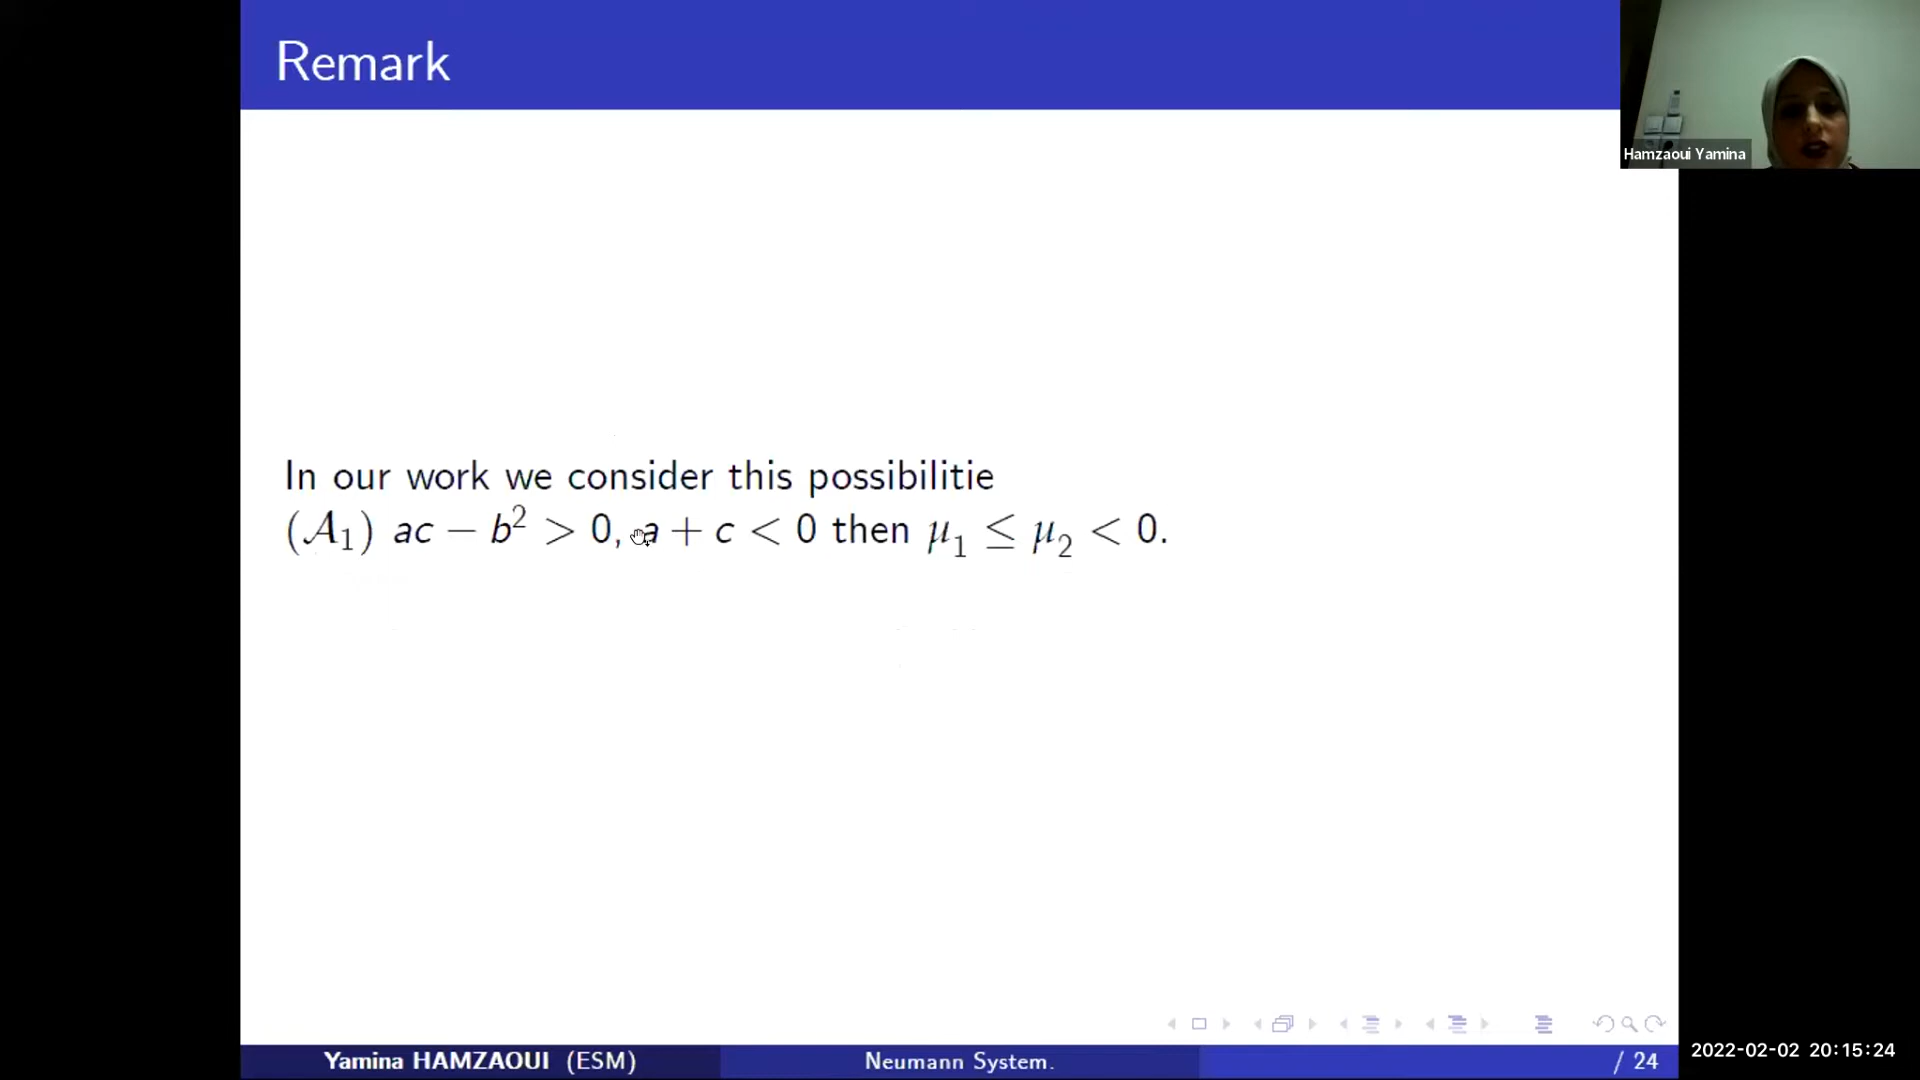 Remark
Hamzaoui Yamina
In our work we consider this possibilitie
(𝒜₁) ac − b² > 0, a + c < 0 then μ₁ ≤ μ₂ < 0.
Yamina HAMZAOUI (ESM)
Neumann System.
/ 24
2022-02-02 20:15:24